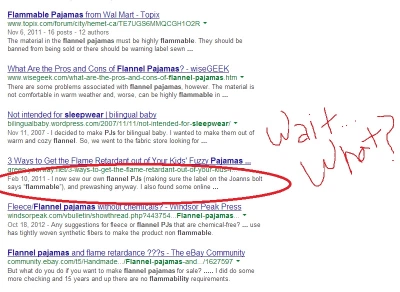 Flammable Pajamas from Wal Mart - Topix
www.topix.com/forum/city/hemet-ca/TE7UGS6MMQCGH1O2R
Nov 6, 2011 - 16 posts - 12 authors
The material in the flannel pajamas must be highly flammable. They should be
banned from being sold or there should be warning label sewn ...
What Are the Pros and Cons of Flannel Pajamas? - wiseGEEK
www.wisegeek.com/what-are-the-pros-and-cons-of-flannel-pajamas.htm
There are some problems associated with flannel pajamas, however. The material is
not comfortable in warm weather and, worse, can be highly flammable in ...
Not intended for sleepwear | bilingual baby
bilingualbaby.wordpress.com/2007/11/11/not-intended-for-sleepwear/
Nov 11, 2007 - I decided to make PJs for bilingual baby. I wanted to make them out of
warm and cozy flannel. So, we went to the fabric store looking for ...
Wait...
What?
3 Ways to Get the Flame Retardant out of Your Kids' Fuzzy Pajamas ...
Feb 10, 2011 - I now sew our own flannel PJs (making sure the label on the Joanns bolt
says 'flammable'), and prewashing anyway. I also found some online ...
Fleece/Flannel pajamas without chemicals? - Windsor Peak Press
windsorpeak.com/vbulletin/showthread.php?443754...Flannel-pajamas...
Oct 18, 2012 - Any suggestions for fleece or flannel PJs that are chemical-free? ... use
has tightly woven synthetic fibers to make the product non flammable.
Flannel pajamas and flame retardance ???s - The eBay Community
community.ebay.com/t5/Handmade.../Flannel-pajamas-and.../1627597
But what do you do if you want to make flannel pajamas for sale? ..... I did do some
more checking and 15 years and up there are no flammability requirements.